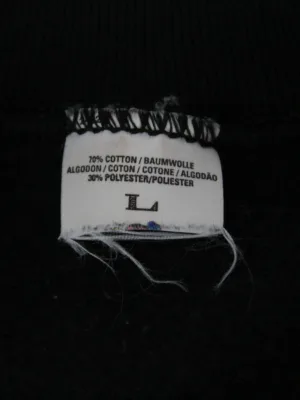 70% COTTON / BAUMWOLLE
ALGODON / COTON / COTONE / ALGODÃO
30% POLYESTER/POLIESTER
L